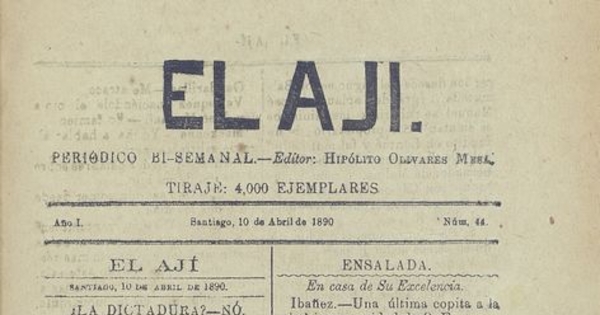 EL AJI.
PERIÓDICO BI-SEMANAL.—Editor: HIPÓLITO OLIVARES MESA.
TIRAJE: 4,000 EJEMPLARES
Año I.
Santiago, 10 de Abril de 1890
Núm. 44.
EL AJÍ
SANTIAGO, 10 DE ABRIL DE 1890.
¿LA DICTADURA?—NÓ.
ENSALADA.
En casa de Su Excelencia.
Ibañez.—Una última copita a la